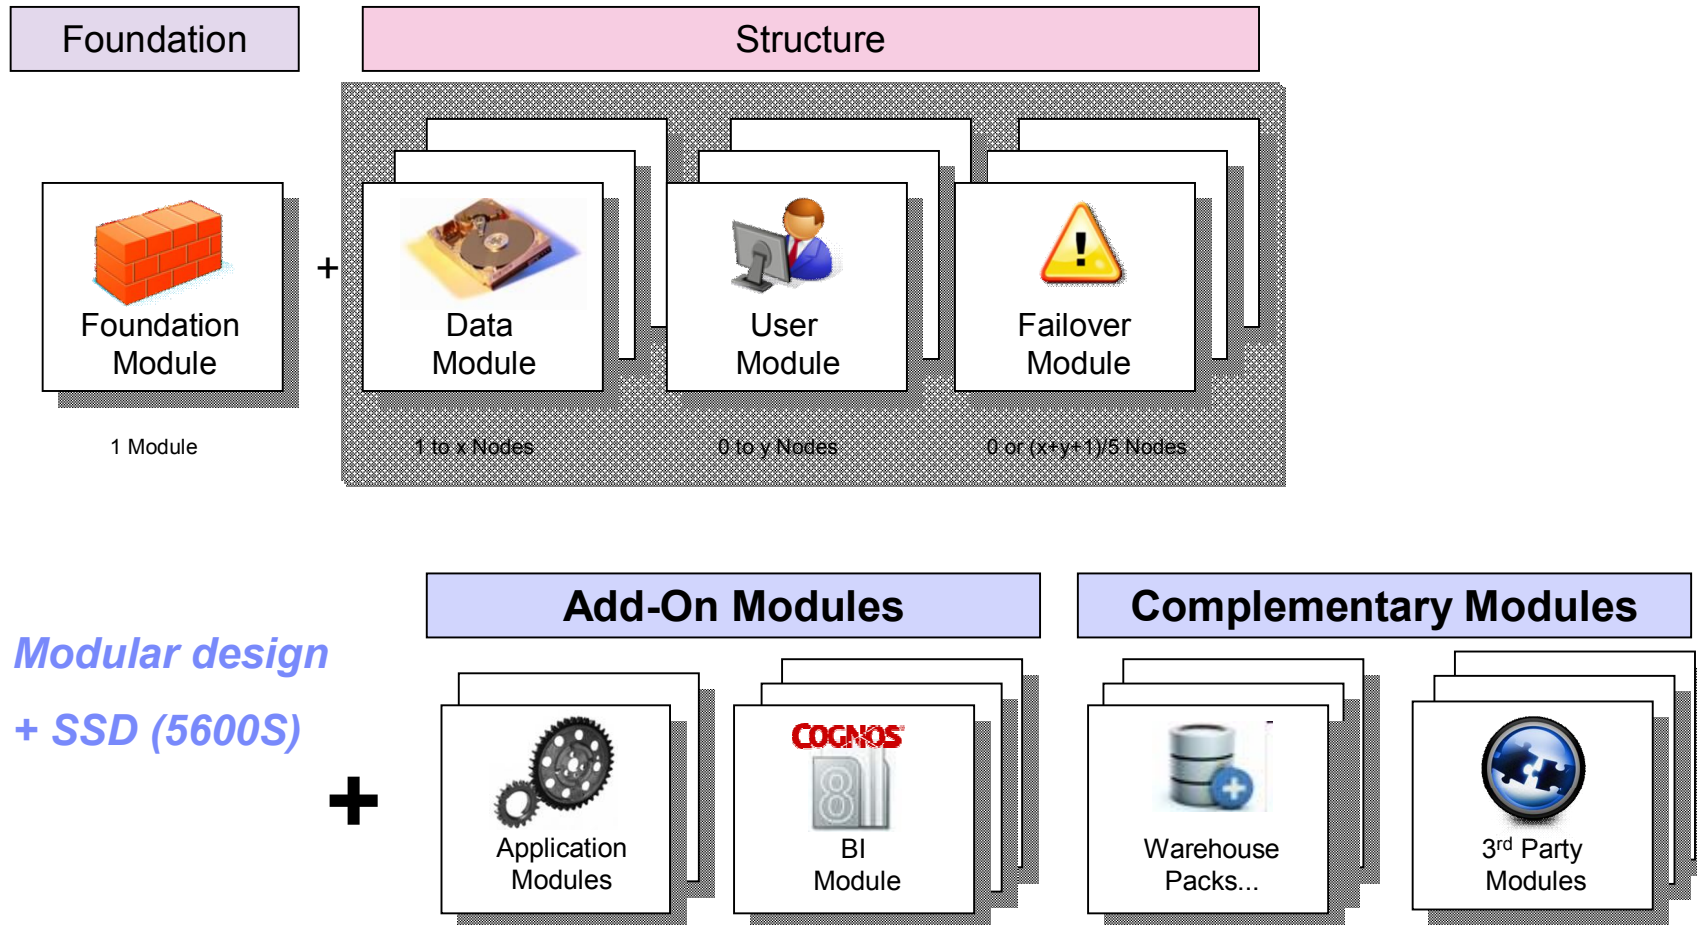 Foundation
Structure
Foundation
Module
+
Data
Module
User
Module
!
Failover
Module
1 Module
1 to x Nodes
0 to y Nodes
0 or (x+y+1)/5 Nodes
Add-On Modules
Complementary Modules
Modular design
+ SSD (5600S)
+
Application
Modules
COGNOS
8
BI
Module
Warehouse
Packs...
3rd Party
Modules